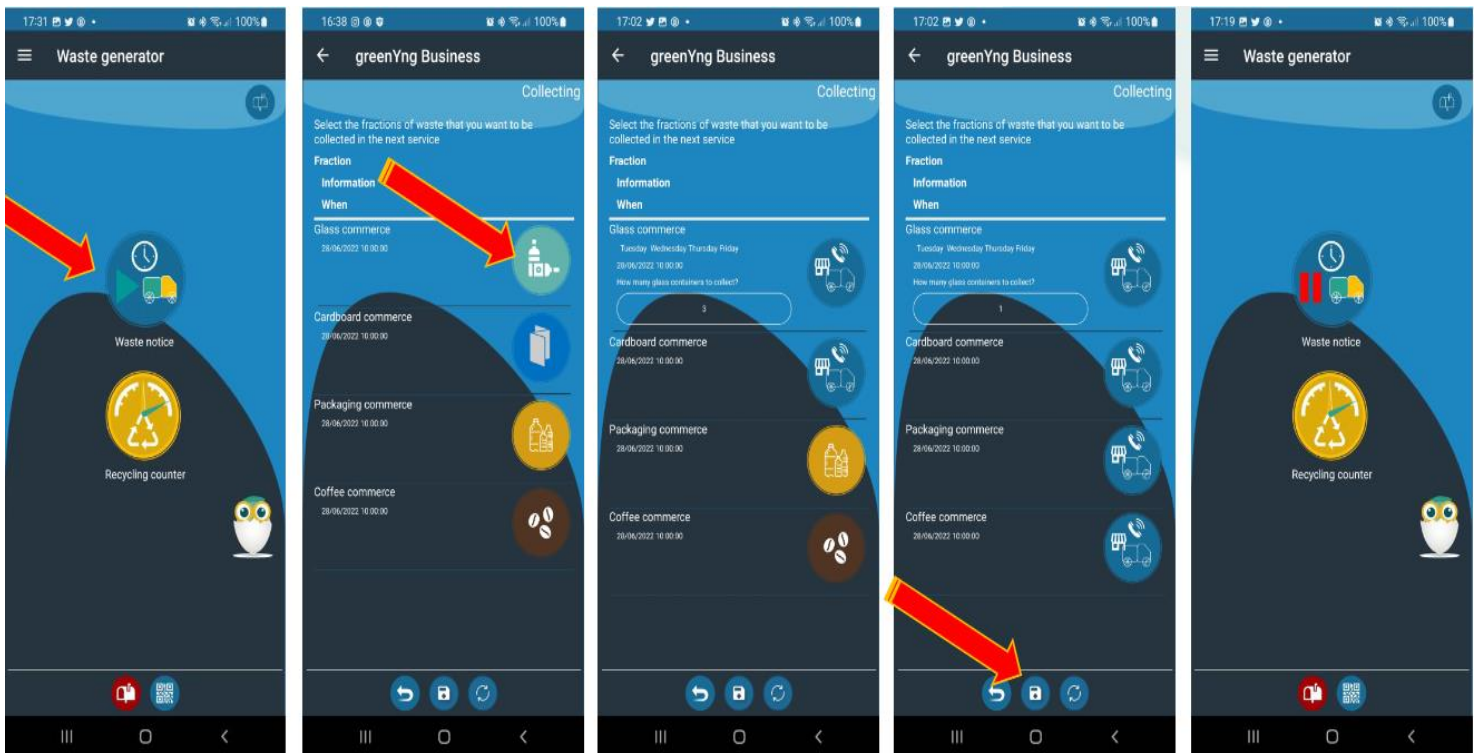 17:31
100%
Waste generator
Waste notice
Recycling counter
16:38
100%
greenYng Business
Collecting
Select the fractions of waste that you want to be
collected in the next service
Fraction
Information
When
Glass commerce
28/06/2022 10:00:00
Cardboard commerce
28/06/2022 10:00:00
Packaging commerce
28/06/2022 10:00:00
Coffee commerce
28/06/2022 10:00:00
17:02
100%
greenYng Business
Collecting
Select the fractions of waste that you want to be
collected in the next service
Fraction
Information
When
Glass commerce
Tuesday Wednesday Thursday Friday
28/06/2022 10:00:00
How many glass containers to collect?
3
Cardboard commerce
28/06/2022 10:00:00
Packaging commerce
28/06/2022 10:00:00
Coffee commerce
28/06/2022 10:00:00
17:02
100%
greenYng Business
Collecting
Select the fractions of waste that you want to be
collected in the next service
Fraction
Information
When
Glass commerce
Tuesday Wednesday Thursday Friday
28/06/2022 10:00:00
How many glass containers to collect?
1
Cardboard commerce
28/06/2022 10:00:00
Packaging commerce
28/06/2022 10:00:00
Coffee commerce
28/06/2022 10:00:00
17:19
100%
Waste generator
Waste notice
Recycling counter